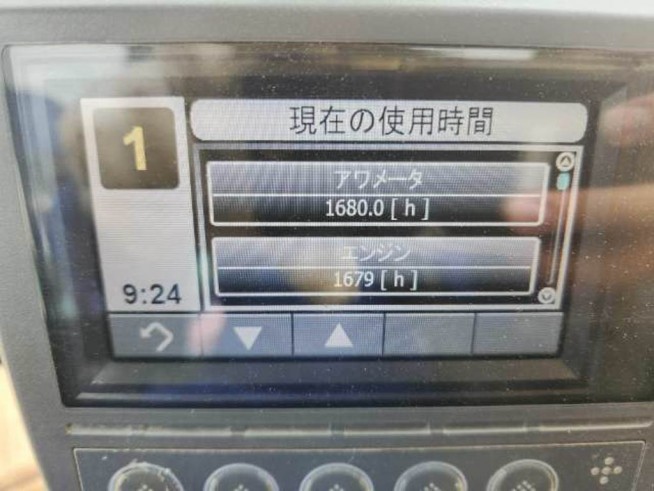 1
現在の使用時間
アワメータ
1680.0 [ h ]
エンジン
1679 [ h ]
9:24